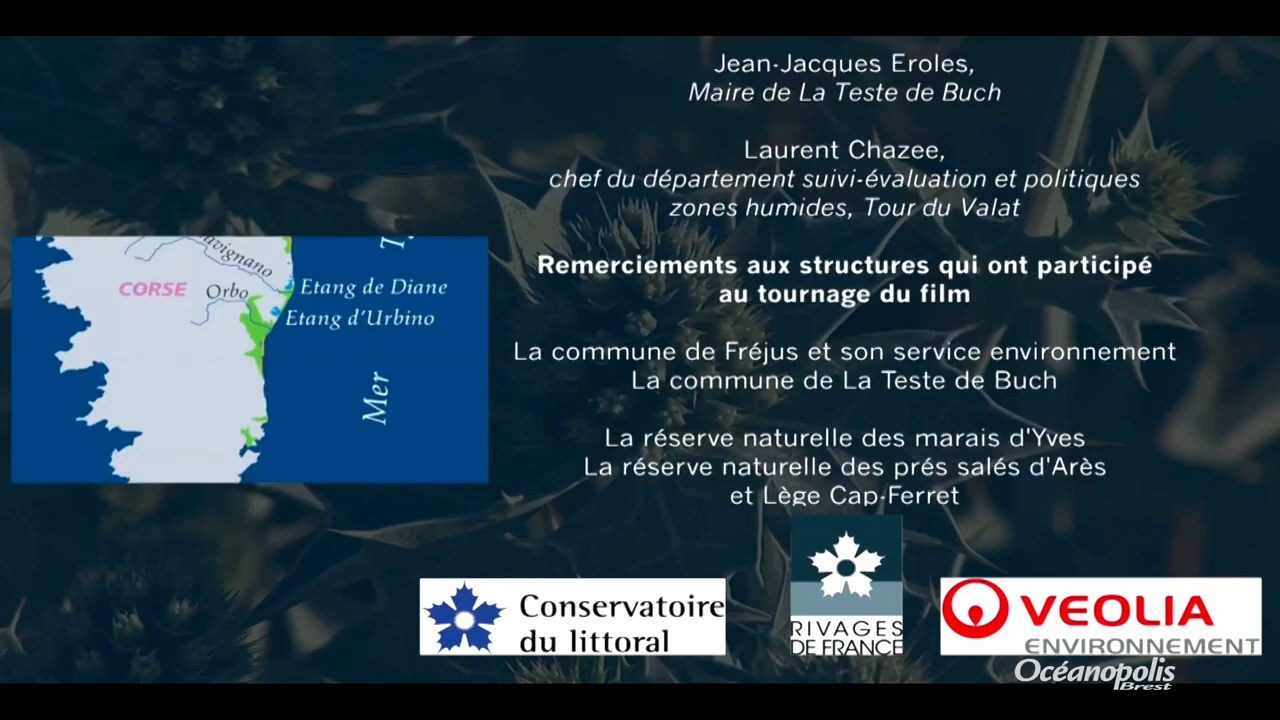 Jean-Jacques Eroles,
Maire de La Teste de Buch
Laurent Chazee,
chef du département suivi-évaluation et politiques
zones humides, Tour du Valat
Remerciements aux structures qui ont participé
au tournage du film
La commune de Fréjus et son service environnement
La commune de La Teste de Buch
La réserve naturelle des marais d'Yves
La réserve naturelle des prés salés d'Arès
et Lège Cap-Ferret
CORSE
Orbo
Etang de Diane
Etang d'Urbino
Mer
Conservatoire
du littoral
RIVAGES
DE FRANCE
VEOLIA
ENVIRONNEMENT
Océanopolis
Brest